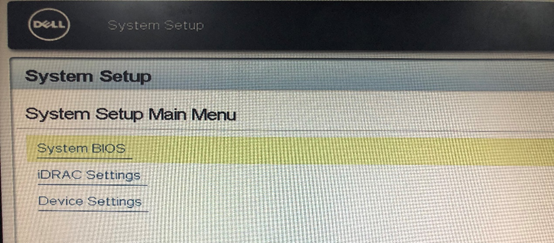 DELL System Setup
System Setup
System Setup Main Menu
System BIOS
iDRAC Settings
Device Settings